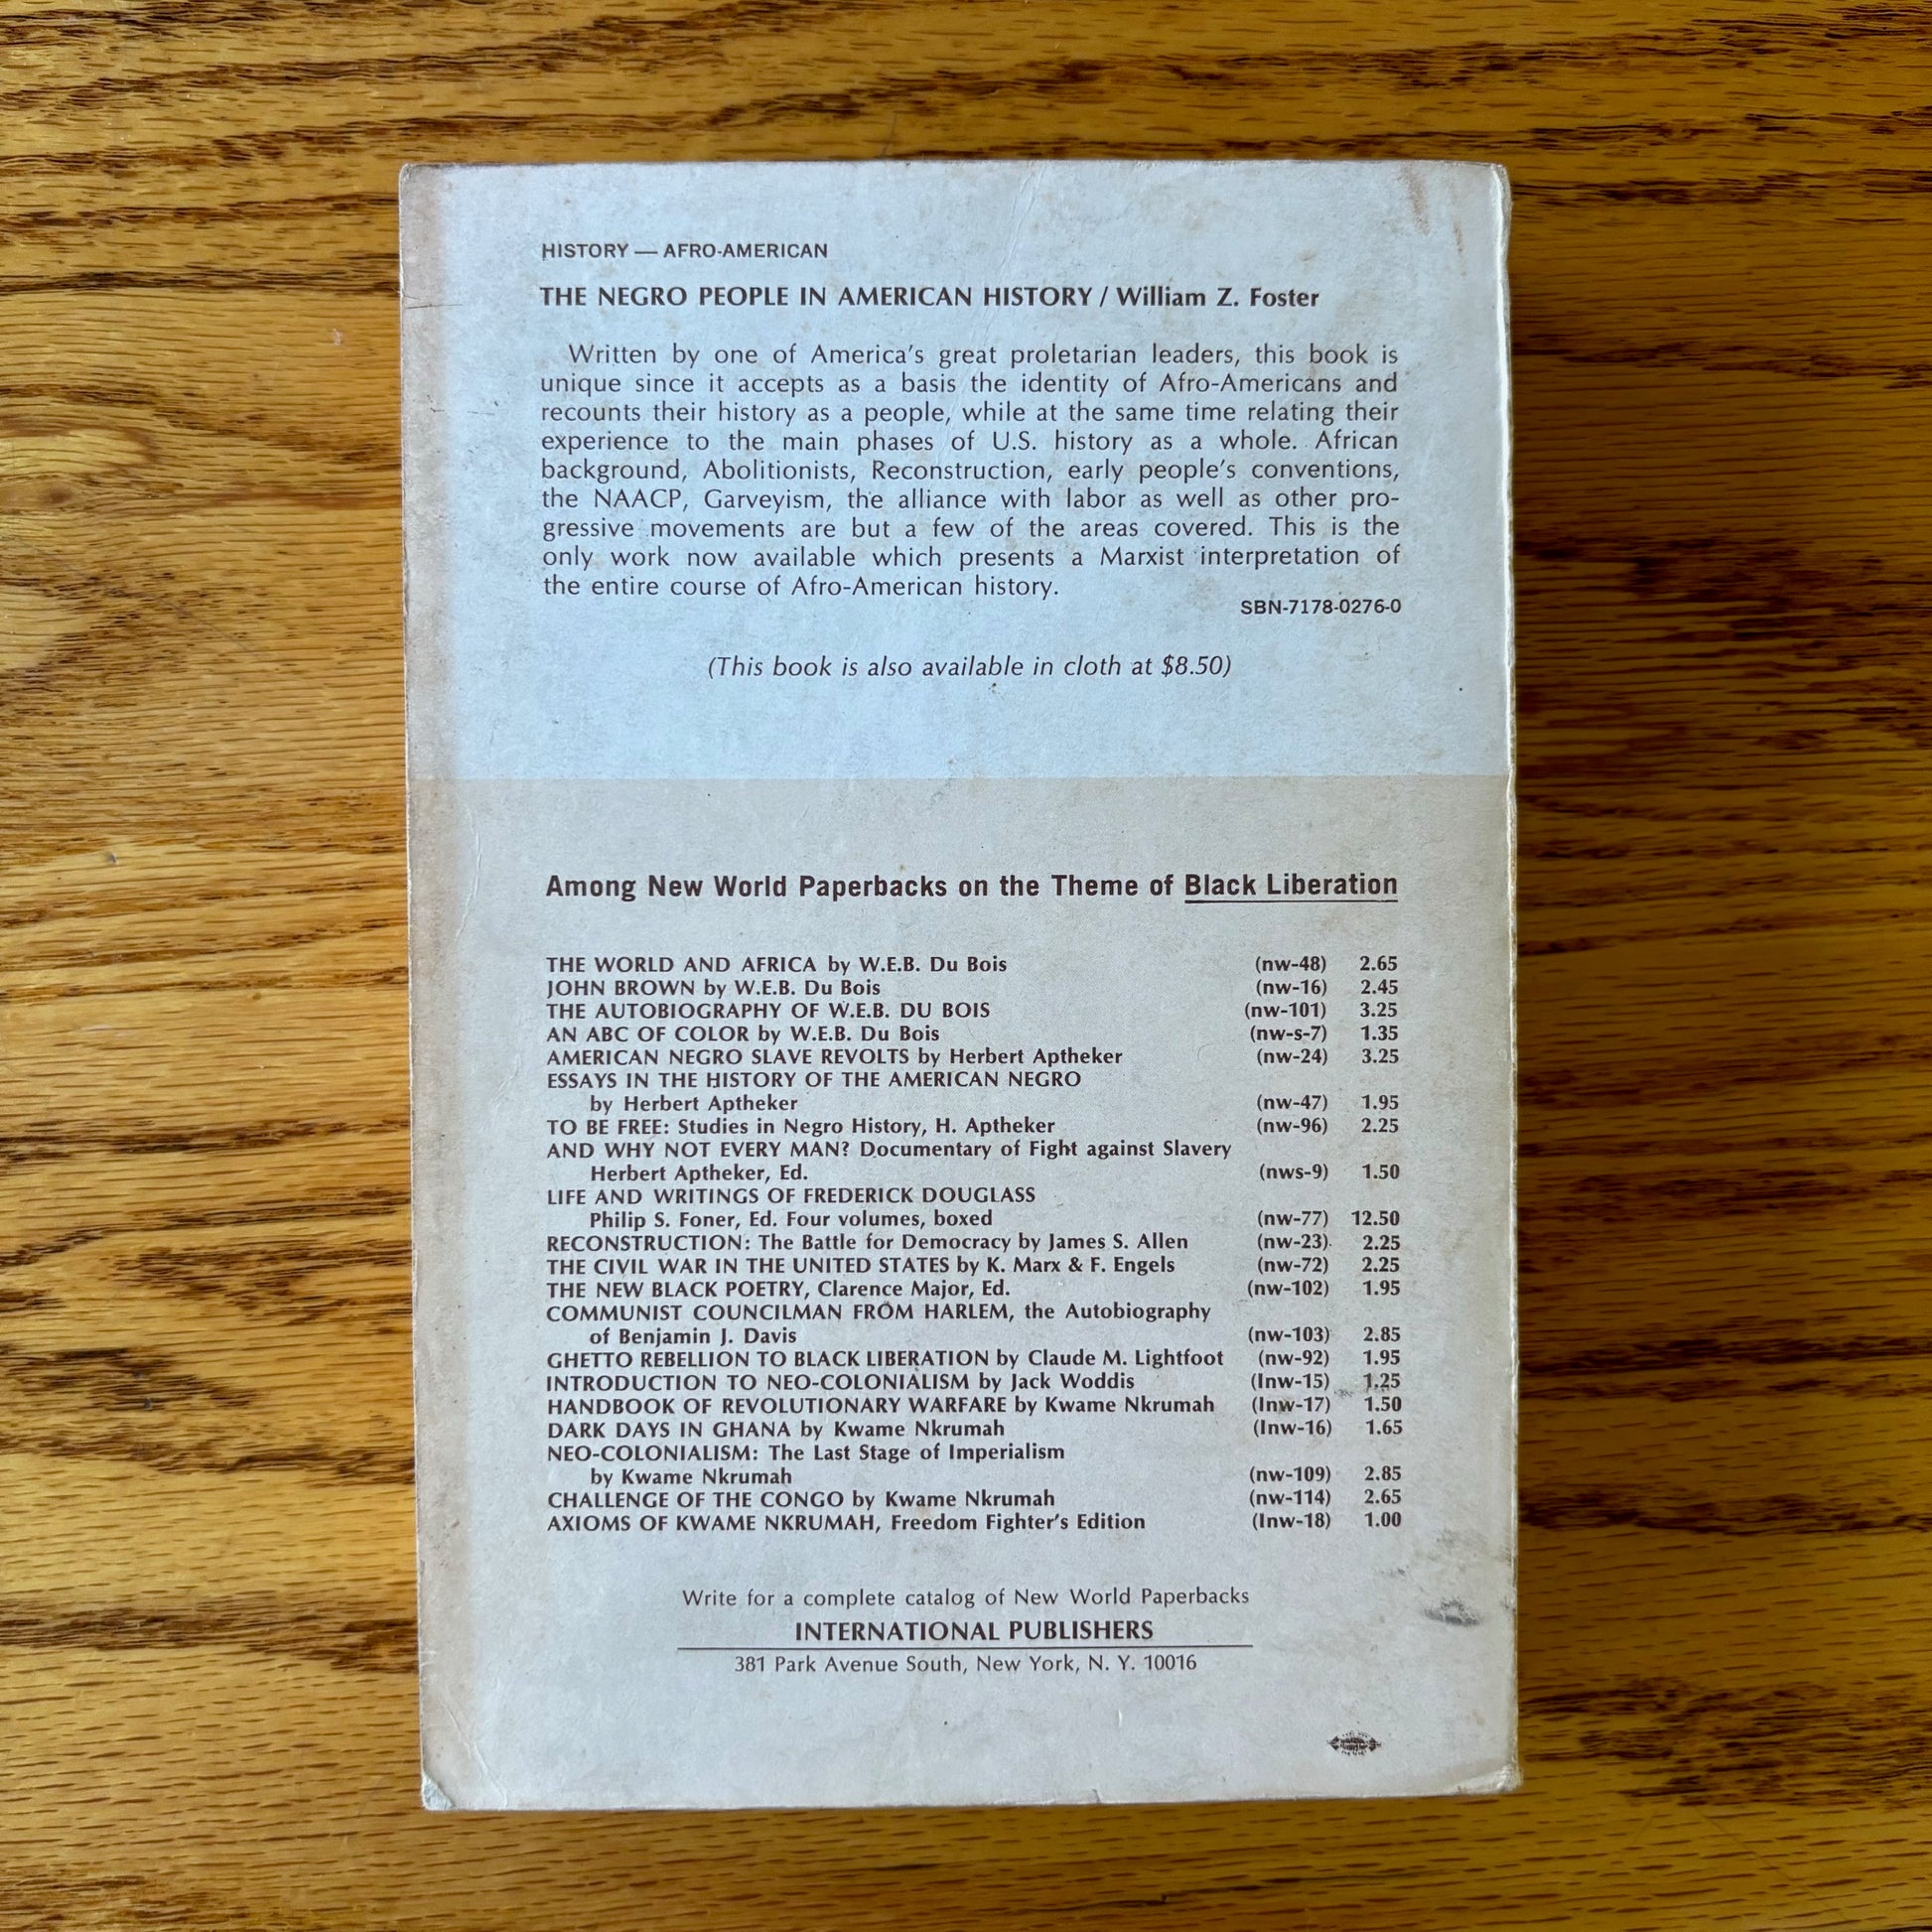 HISTORY — AFRO-AMERICAN
THE NEGRO PEOPLE IN AMERICAN HISTORY / William Z. Foster
Written by one of America's great proletarian leaders, this book is
unique since it accepts as a basis the identity of Afro-Americans and
recounts their history as a people, while at the same time relating their
experience to the main phases of U.S. history as a whole. African
background, Abolitionists, Reconstruction, early people's conventions,
the NAACP, Garveyism, the alliance with labor as well as other pro-
gressive movements are but a few of the areas covered. This is the
only work now available which presents a Marxist interpretation of
the entire course of Afro-American history.
SBN-7178-0276-0
(This book is also available in cloth at $8.50)
Among New World Paperbacks on the Theme of Black Liberation
THE WORLD AND AFRICA by W.E.B. Du Bois (nw-48) 2.65
JOHN BROWN by W.E.B. Du Bois (nw-16) 2.45
THE AUTOBIOGRAPHY OF W.E.B. DU BOIS (nw-101) 3.25
AN ABC OF COLOR by W.E.B. Du Bois (nw-s-7) 1.35
AMERICAN NEGRO SLAVE REVOLTS by Herbert Aptheker (nw-24) 3.25
ESSAYS IN THE HISTORY OF THE AMERICAN NEGRO
by Herbert Aptheker (nw-47) 1.95
TO BE FREE: Studies in Negro History, H. Aptheker (nw-96) 2.25
AND WHY NOT EVERY MAN? Documentary of Fight against Slavery
Herbert Aptheker, Ed. (nws-9) 1.50
LIFE AND WRITINGS OF FREDERICK DOUGLASS
Philip S. Foner, Ed. Four volumes, boxed (nw-77) 12.50
RECONSTRUCTION: The Battle for Democracy by James S. Allen (nw-23) 2.25
THE CIVIL WAR IN THE UNITED STATES by K. Marx & F. Engels (nw-72) 2.25
THE NEW BLACK POETRY, Clarence Major, Ed. (nw-102) 1.95
COMMUNIST COUNCILMAN FROM HARLEM, the Autobiography
of Benjamin J. Davis (nw-103) 2.85
GHETTO REBELLION TO BLACK LIBERATION by Claude M. Lightfoot (nw-92) 1.95
INTRODUCTION TO NEO-COLONIALISM by Jack Woddis (lnw-15) 1.25
HANDBOOK OF REVOLUTIONARY WARFARE by Kwame Nkrumah (lnw-17) 1.50
DARK DAYS IN GHANA by Kwame Nkrumah (lnw-16) 1.65
NEO-COLONIALISM: The Last Stage of Imperialism
by Kwame Nkrumah (nw-109) 2.85
CHALLENGE OF THE CONGO by Kwame Nkrumah (nw-114) 2.65
AXIOMS OF KWAME NKRUMAH, Freedom Fighter's Edition (lnw-18) 1.00
Write for a complete catalog of New World Paperbacks
INTERNATIONAL PUBLISHERS
381 Park Avenue South, New York, N. Y. 10016